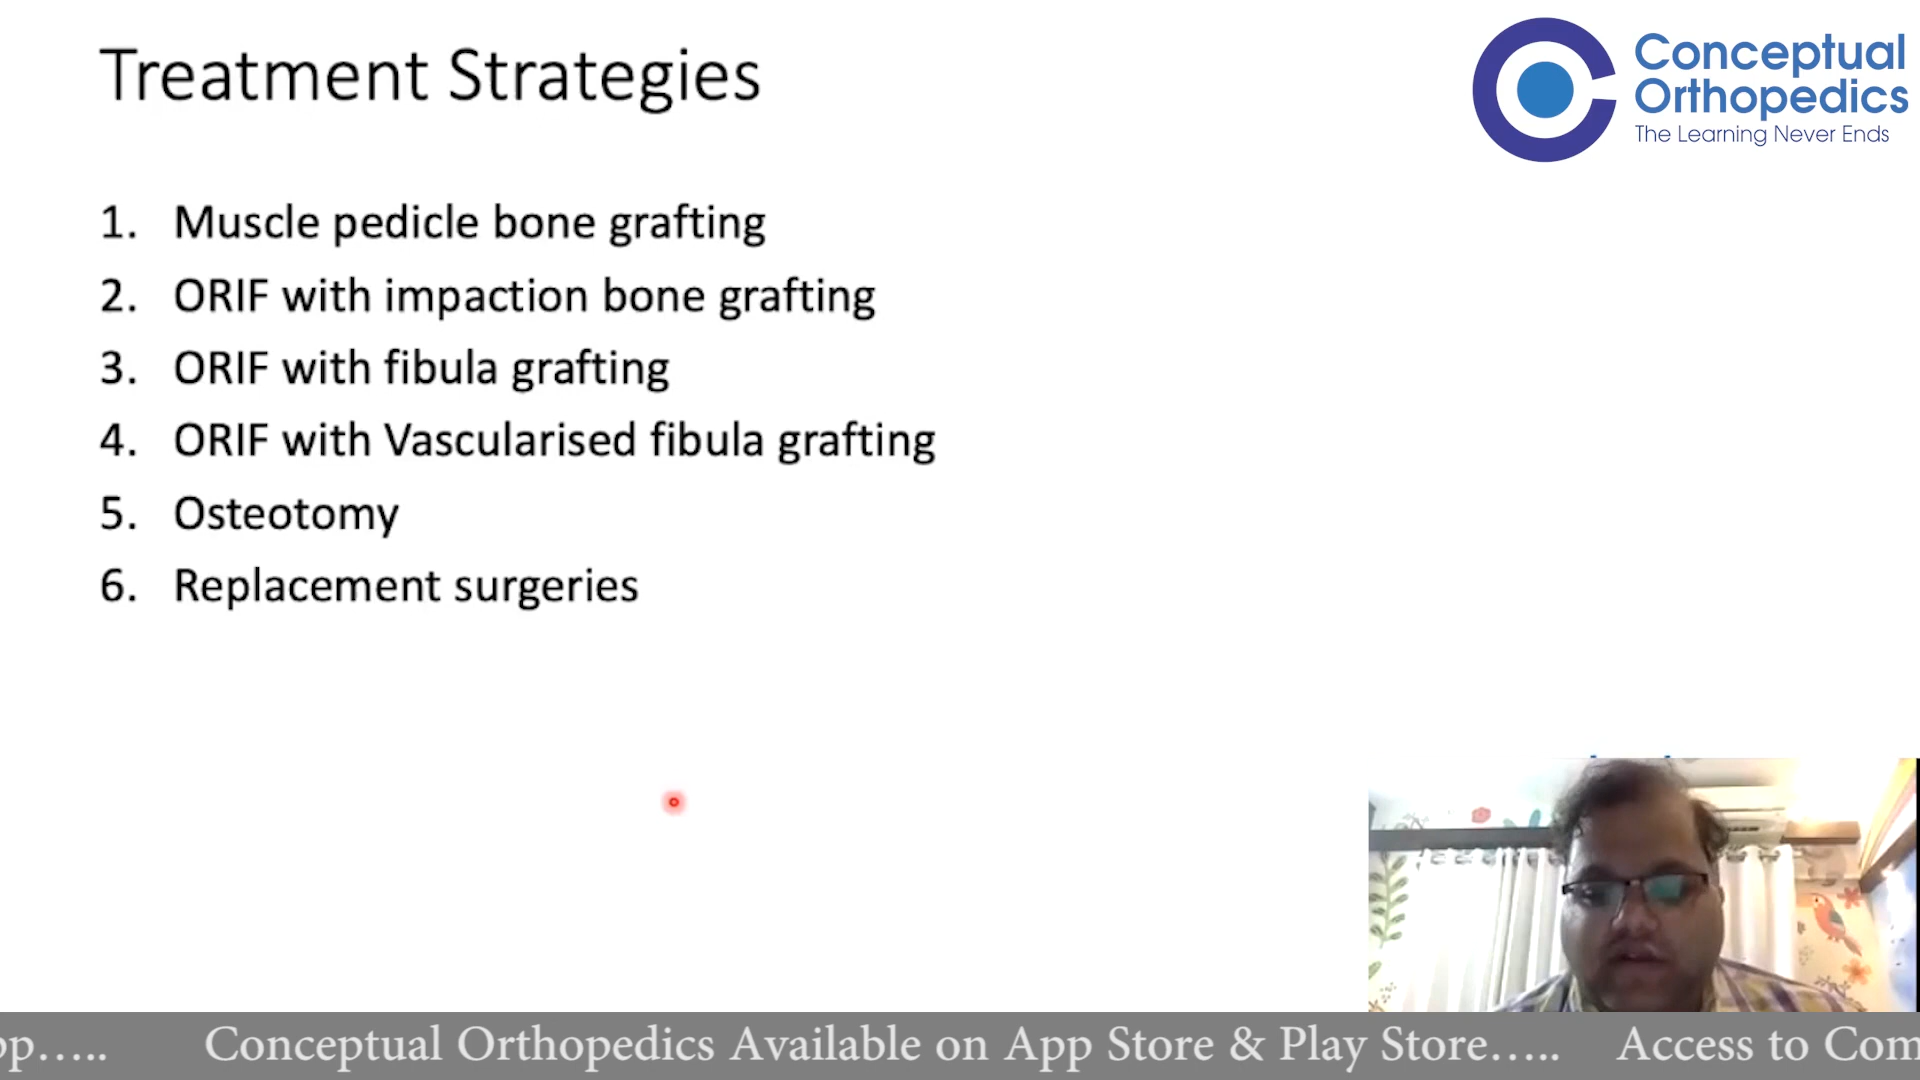 Treatment Strategies
Conceptual
Orthopedics
The Learning Never Ends
1. Muscle pedicle bone grafting
2. ORIF with impaction bone grafting
3. ORIF with fibula grafting
4. ORIF with Vascularised fibula grafting
5. Osteotomy
6. Replacement surgeries
pp..... Conceptual Orthopedics Available on App Store & Play Store..... Access to Com